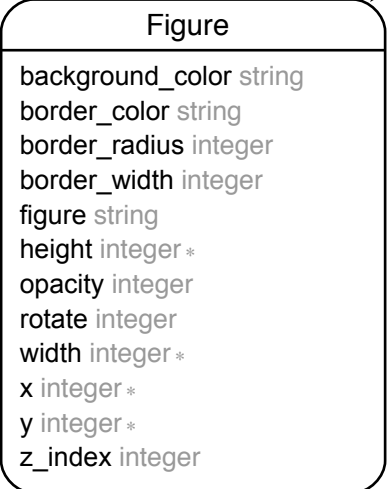 Figure
background_color string
border_color string
border_radius integer
border_width integer
figure string
height integer *
opacity integer
rotate integer
width integer *
x integer *
y integer *
z_index integer